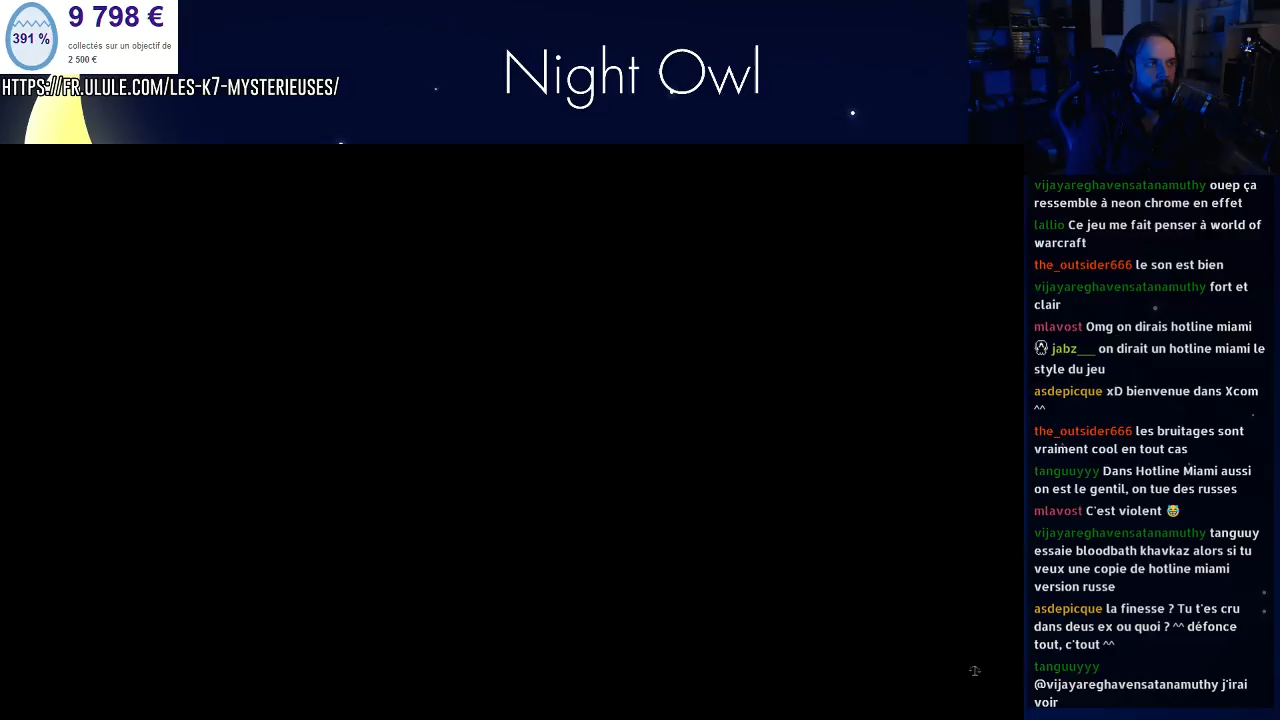 9 798 €
391 %
collectés sur un objectif de
2 500 €
HTTPS://FR.ULULE.COM/LES-K7-MYSTERIEUSES/
Night Owl
vijayareghavensatanamuthy ouep ça
ressemble à neon chrome en effet
lallio Ce jeu me fait penser à world of
warcraft
the_outsider666 le son est bien
vijayareghavensatanamuthy fort et
clair
mlavost Omg on dirais hotline miami
jabz___ on dirait un hotline miami le
style du jeu
asdepicque xD bienvenue dans Xcom
^^
the_outsider666 les bruitages sont
vraiment cool en tout cas
tanguuyyy Dans Hotline Miami aussi
on est le gentil, on tue des russes
mlavost C'est violent 😭
vijayareghavensatanamuthy tanguuy
essaie bloodbath khavkaz alors si tu
veux une copie de hotline miami
version russe
asdepicque la finesse ? Tu t'es cru
dans deus ex ou quoi ? ^^ défonce
tout, c'tout ^^
tanguuyyy
@vijayareghavensatanamuthy j'irai
voir